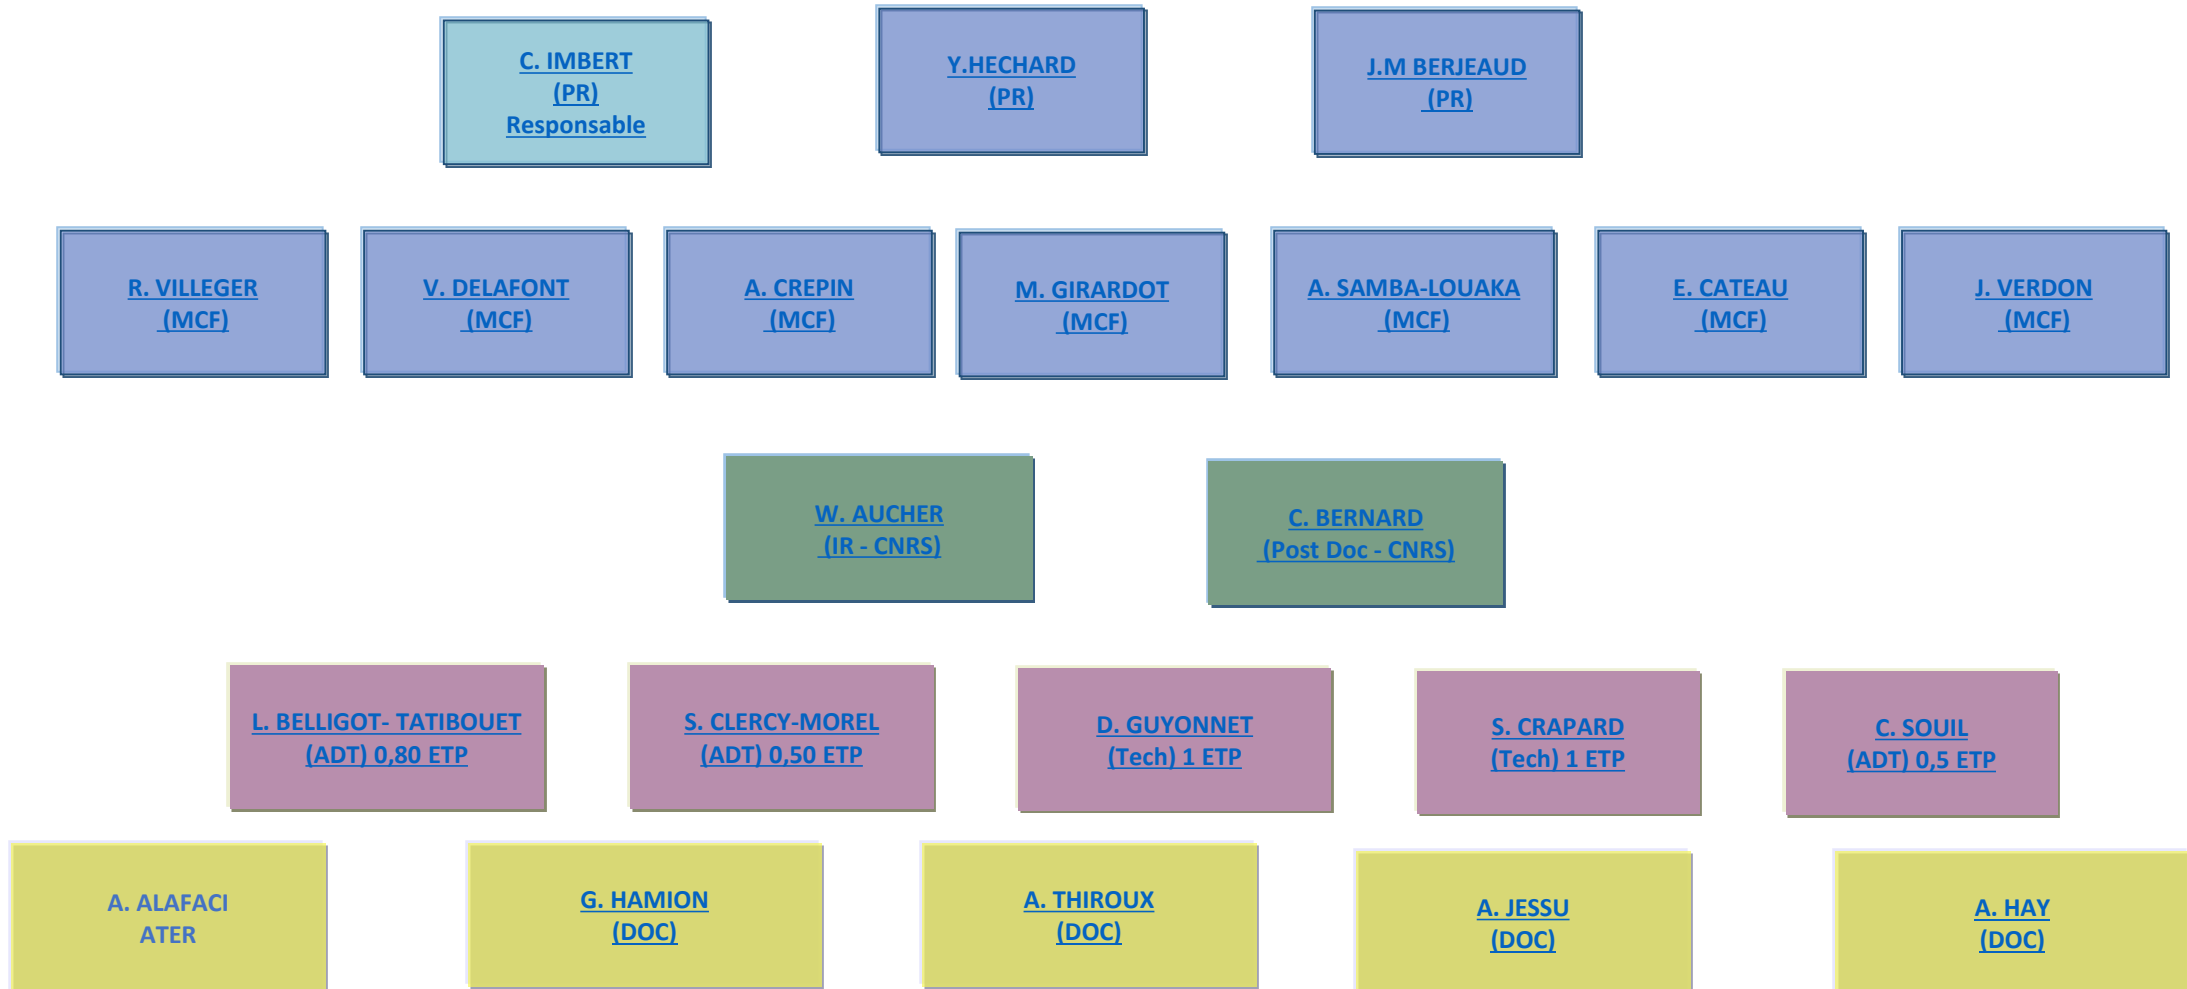 C. IMBERT
(PR)
Responsable
Y.HECHARD
(PR)
J.M BERJEAUD
(PR)
R. VILLEGER
(MCF)
V. DELAFONT
(MCF)
A. CREPIN
(MCF)
M. GIRARDOT
(MCF)
A. SAMBA-LOUAKA
(MCF)
E. CATEAU
(MCF)
J. VERDON
(MCF)
W. AUCHER
(IR - CNRS)
C. BERNARD
(Post Doc - CNRS)
L. BELLIGOT- TATIBOUET
(ADT) 0,80 ETP
S. CLERCY-MOREL
(ADT) 0,50 ETP
D. GUYONNET
(Tech) 1 ETP
S. CRAPARD
(Tech) 1 ETP
C. SOUIL
(ADT) 0,5 ETP
A. ALAFACI
ATER
G. HAMION
(DOC)
A. THIROUX
(DOC)
A. JESSU
(DOC)
A. HAY
(DOC)